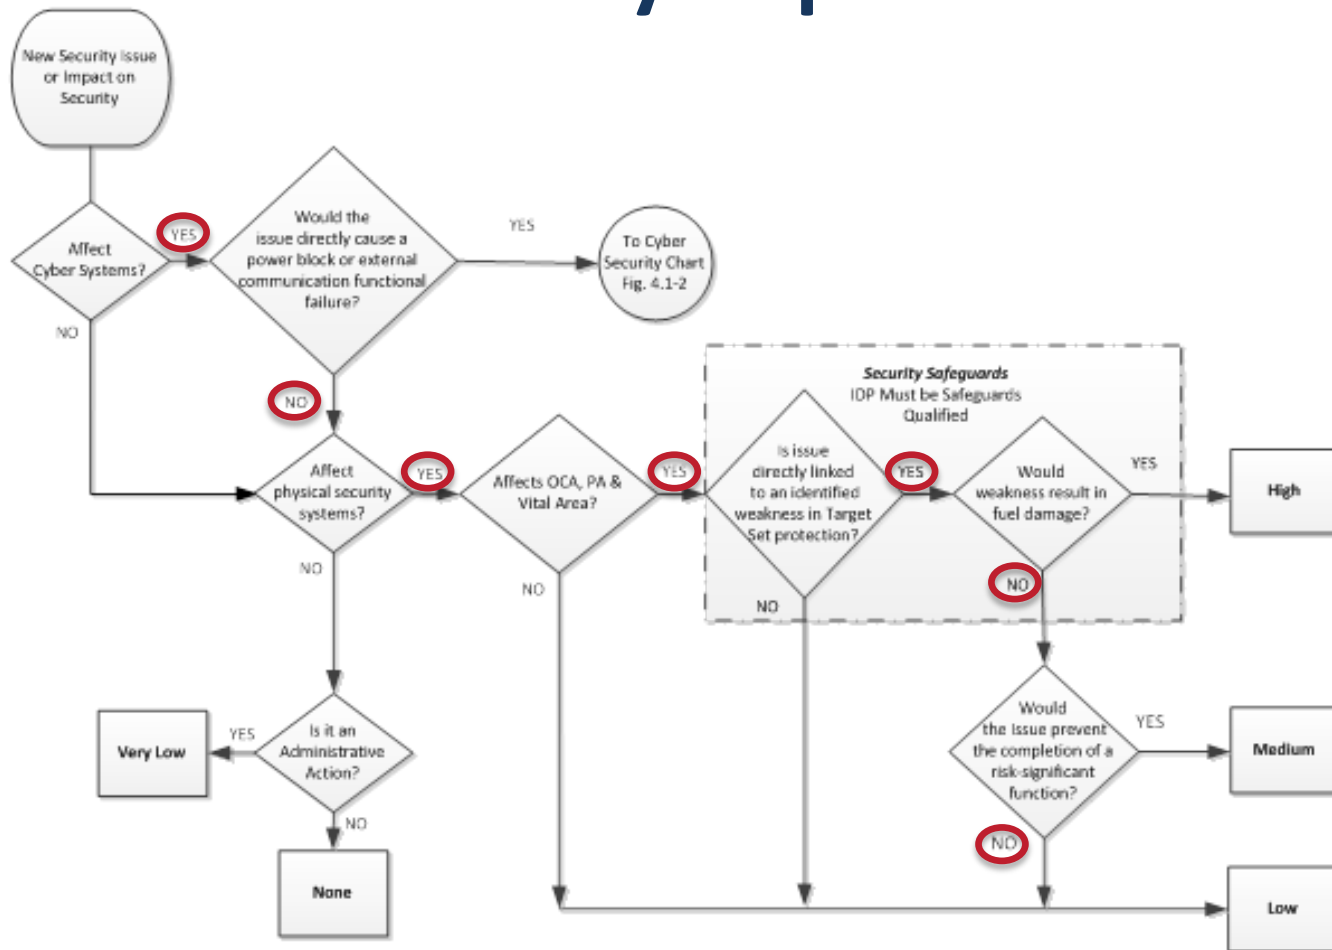 New Security Issue
or Impact on
Security
Affect
Cyber Systems?
YES
NO
Would the
issue directly cause a
power block or external
communication functional
failure?
YES
To Cyber
Security Chart
Fig. 4.1-2
NO
Affect
physical security
systems?
YES
NO
Affects OCA, PA &
Vital Area?
YES
NO
Security Safeguards
IDP Must be Safeguards
Qualified
Is issue
directly linked
to an identified
weakness in Target
Set protection?
YES
NO
Would
weakness result in
fuel damage?
YES
High
NO
Would
the issue prevent
the completion of a
risk-significant
function?
YES
Medium
NO
Low
Is it an
Administrative
Action?
YES
Very Low
NO
None